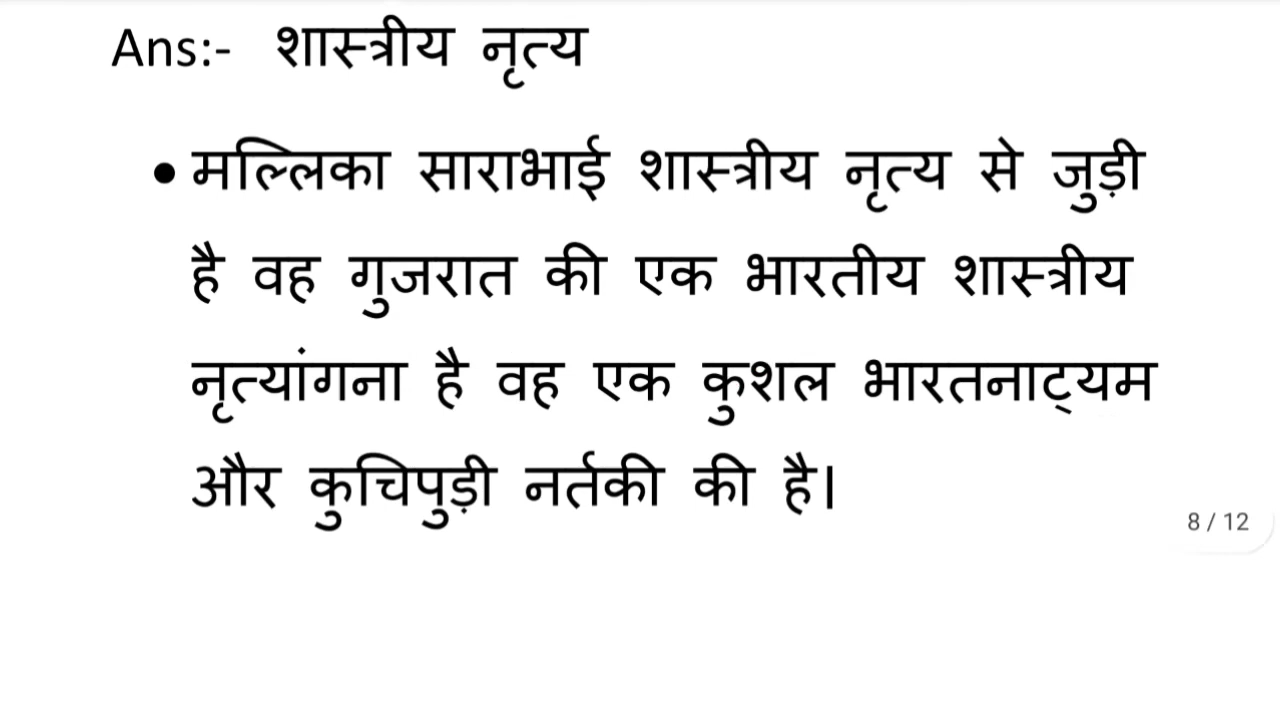 Ans:- शास्त्रीय नृत्य
• मल्लिका साराभाई शास्त्रीय नृत्य से जुड़ी
है वह गुजरात की एक भारतीय शास्त्रीय
नृत्यांगना है वह एक कुशल भारतनाट्यम
और कुचिपुड़ी नर्तकी की है।
8 / 12